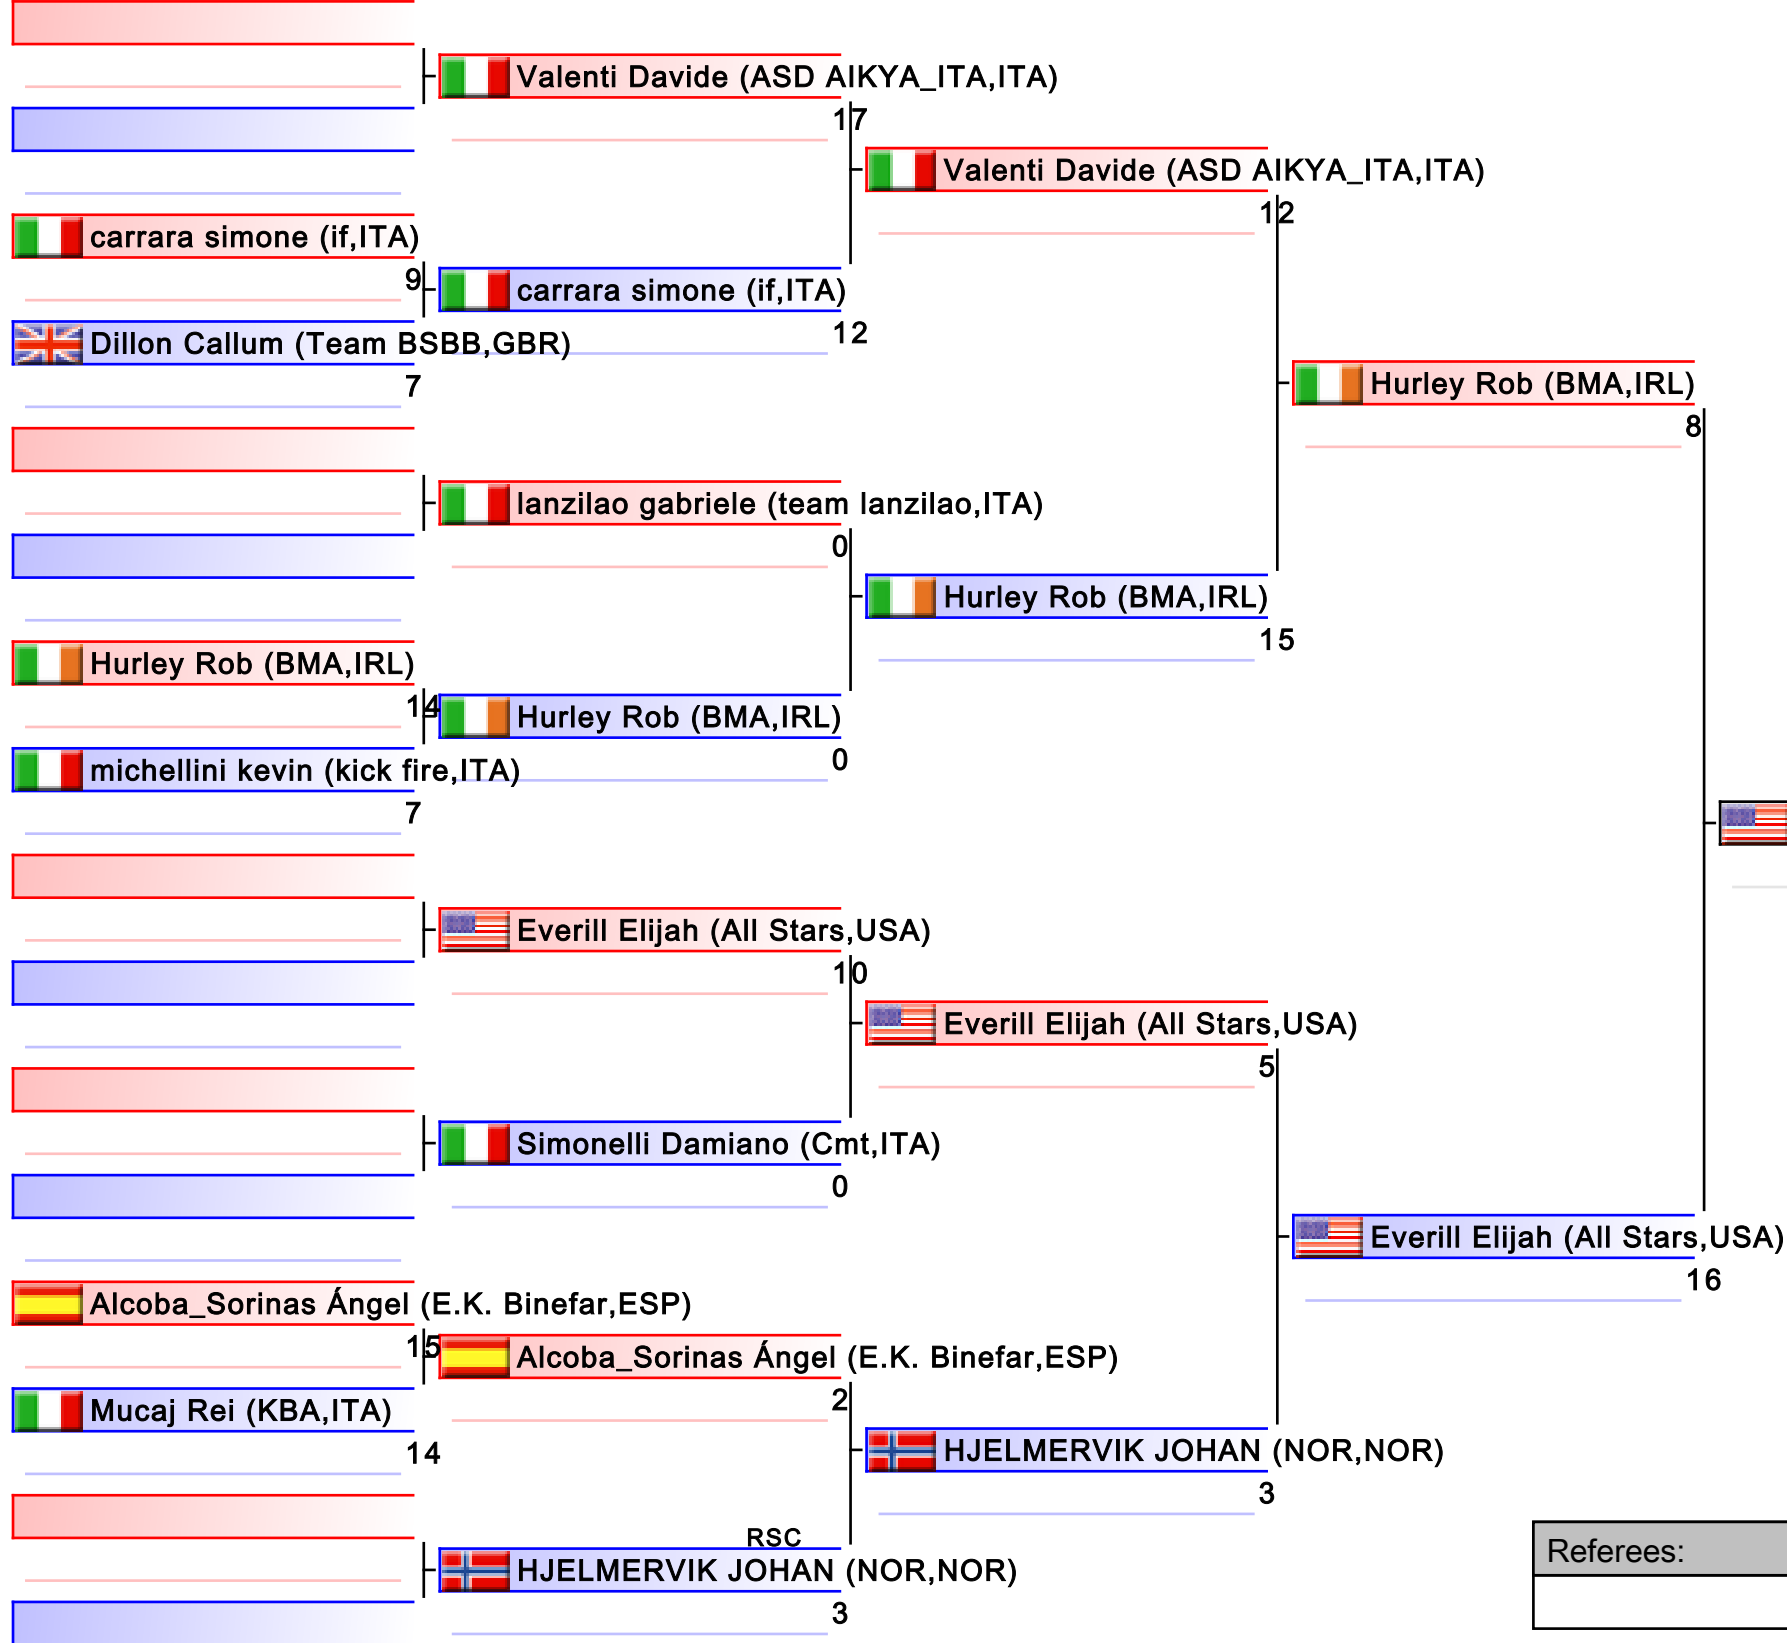 Valenti Davide (ASD AIKYA_ITA,ITA)
17
Valenti Davide (ASD AIKYA_ITA,ITA)
12
carrara simone (if,ITA)
9
carrara simone (if,ITA)
12
Dillon Callum (Team BSBB,GBR)
7
Hurley Rob (BMA,IRL)
8
lanzilao gabriele (team lanzilao,ITA)
0
Hurley Rob (BMA,IRL)
15
Hurley Rob (BMA,IRL)
14
Hurley Rob (BMA,IRL)
0
michellini kevin (kick fire,ITA)
7
Everill Elijah (All Stars,USA)
10
Everill Elijah (All Stars,USA)
5
Simonelli Damiano (Cmt,ITA)
0
Everill Elijah (All Stars,USA)
16
Alcoba_Sorinas Ángel (E.K. Binefar,ESP)
15
Alcoba_Sorinas Ángel (E.K. Binefar,ESP)
2
Mucaj Rei (KBA,ITA)
14
HJELMERVIK JOHAN (NOR,NOR)
3
RSC
HJELMERVIK JOHAN (NOR,NOR)
3
Referees: